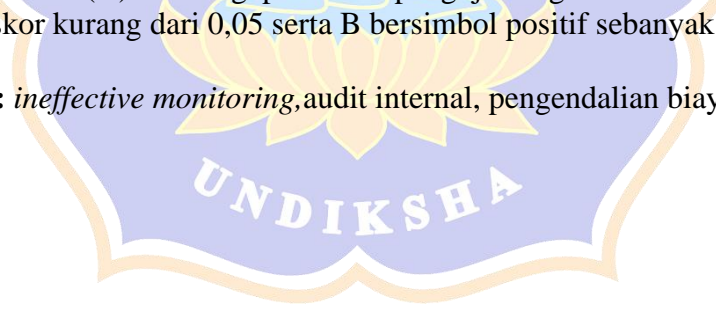 skor kurang dari 0,05 serta B bersimbol positif sebanyak
: ineffective monitoring,audit internal, pengendalian biay
UNDIKSHA